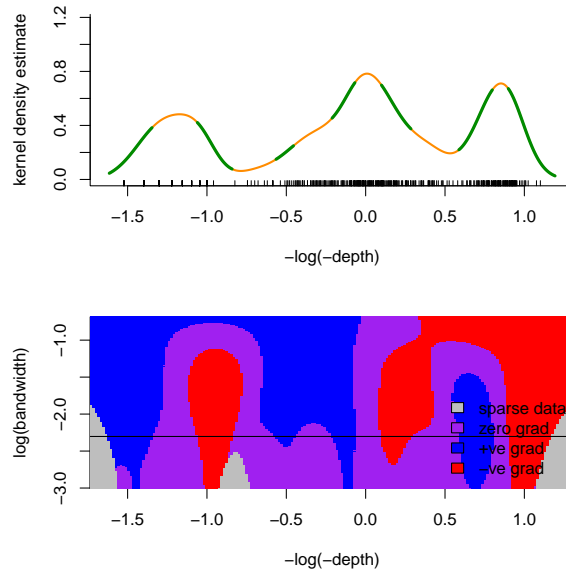 kernel density estimate
1.2
0.8
0.4
0.0
−1.5 −1.0 −0.5 0.0 0.5 1.0
−log(−depth)
log(bandwidth)
−1.0
−2.0
−3.0
sparse data
zero grad
+ve grad
−ve grad
−1.5 −1.0 −0.5 0.0 0.5 1.0
−log(−depth)